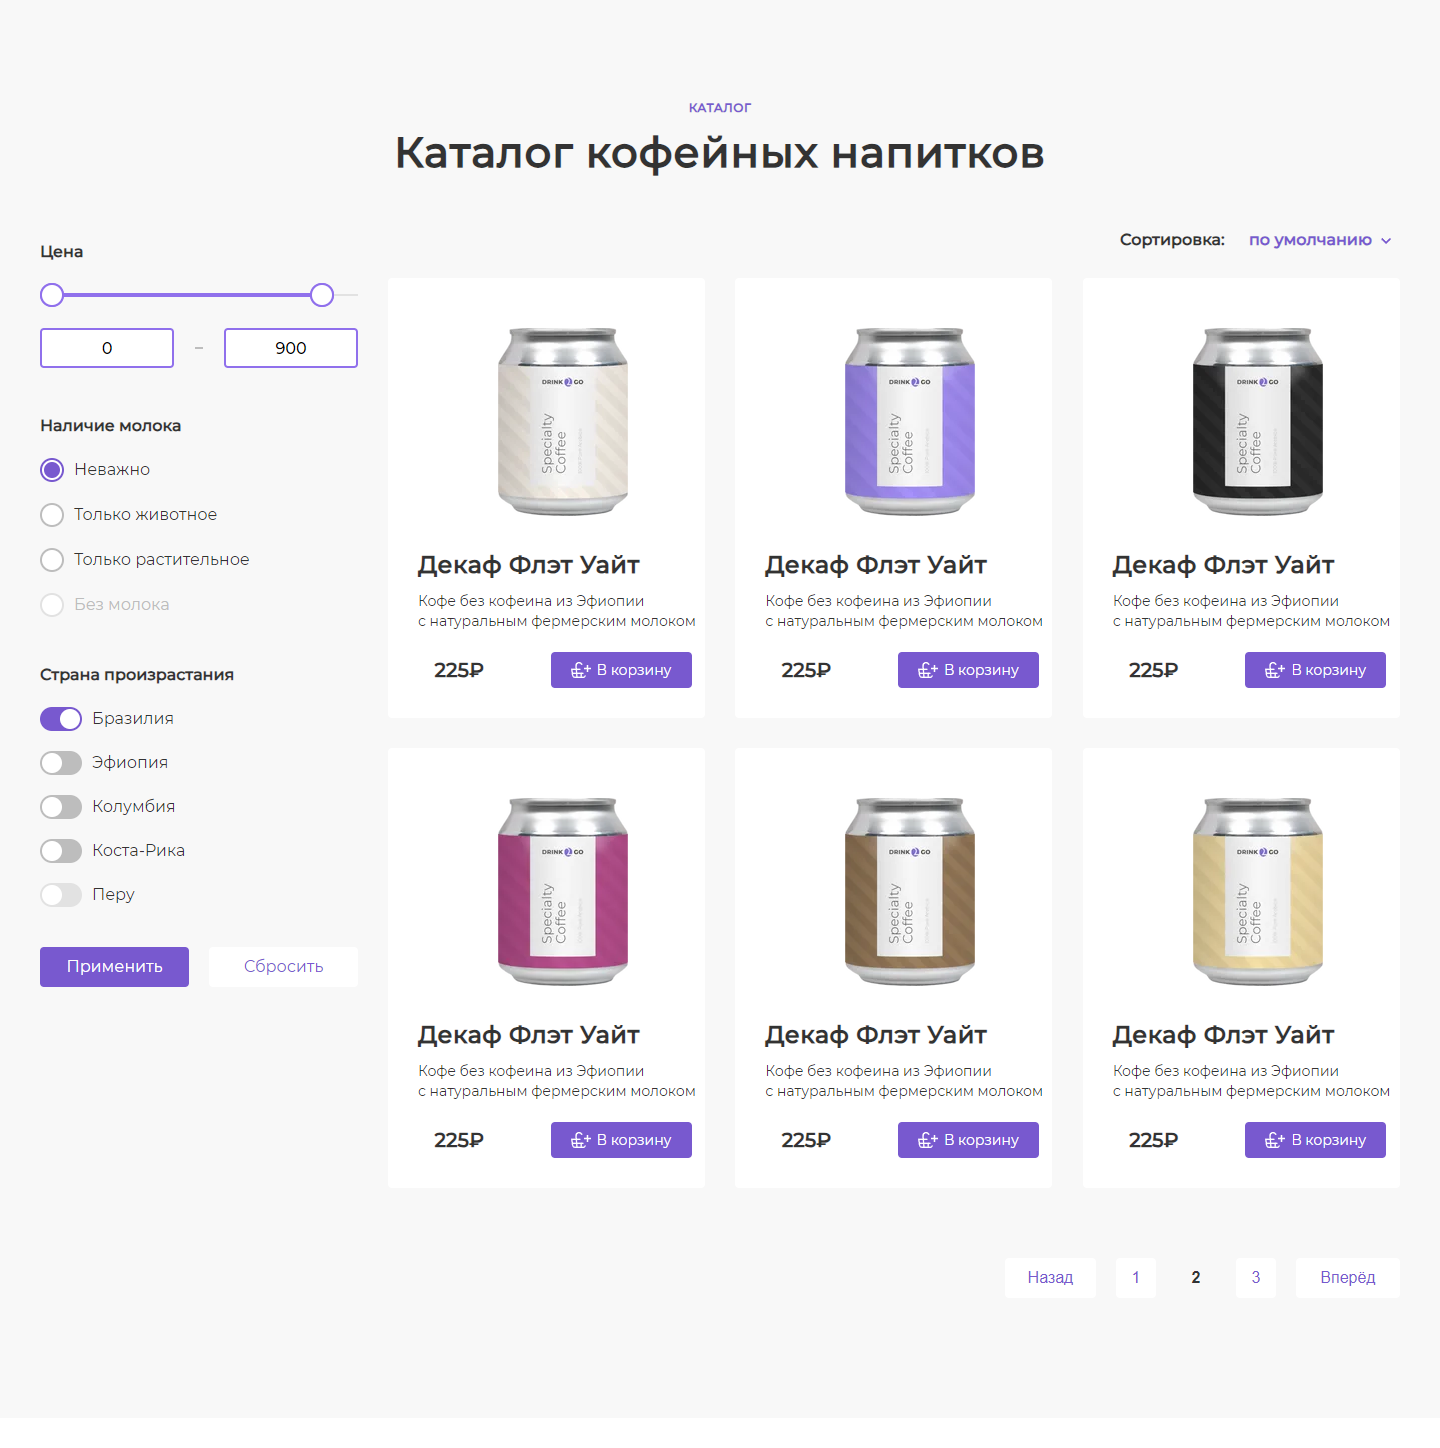 КАТАЛОГ
Каталог кофейных напитков
Сортировка: по умолчанию
Цена
0 – 900
Наличие молока
Неважно
Только животное
Только растительное
Без молока
Страна произрастания
Бразилия
Эфиопия
Колумбия
Коста-Рика
Перу
Применить Сбросить
DRINK 2 GO
Specialty
Coffee
Декаф Флэт Уайт
Кофе без кофеина из Эфиопии
с натуральным фермерским молоком
225₽ В корзину
DRINK 2 GO
Specialty
Coffee
Декаф Флэт Уайт
Кофе без кофеина из Эфиопии
с натуральным фермерским молоком
225₽ В корзину
DRINK 2 GO
Specialty
Coffee
Декаф Флэт Уайт
Кофе без кофеина из Эфиопии
с натуральным фермерским молоком
225₽ В корзину
DRINK 2 GO
Specialty
Coffee
Декаф Флэт Уайт
Кофе без кофеина из Эфиопии
с натуральным фермерским молоком
225₽ В корзину
DRINK 2 GO
Specialty
Coffee
Декаф Флэт Уайт
Кофе без кофеина из Эфиопии
с натуральным фермерским молоком
225₽ В корзину
DRINK 2 GO
Specialty
Coffee
Декаф Флэт Уайт
Кофе без кофеина из Эфиопии
с натуральным фермерским молоком
225₽ В корзину
Назад 1 2 3 Вперёд